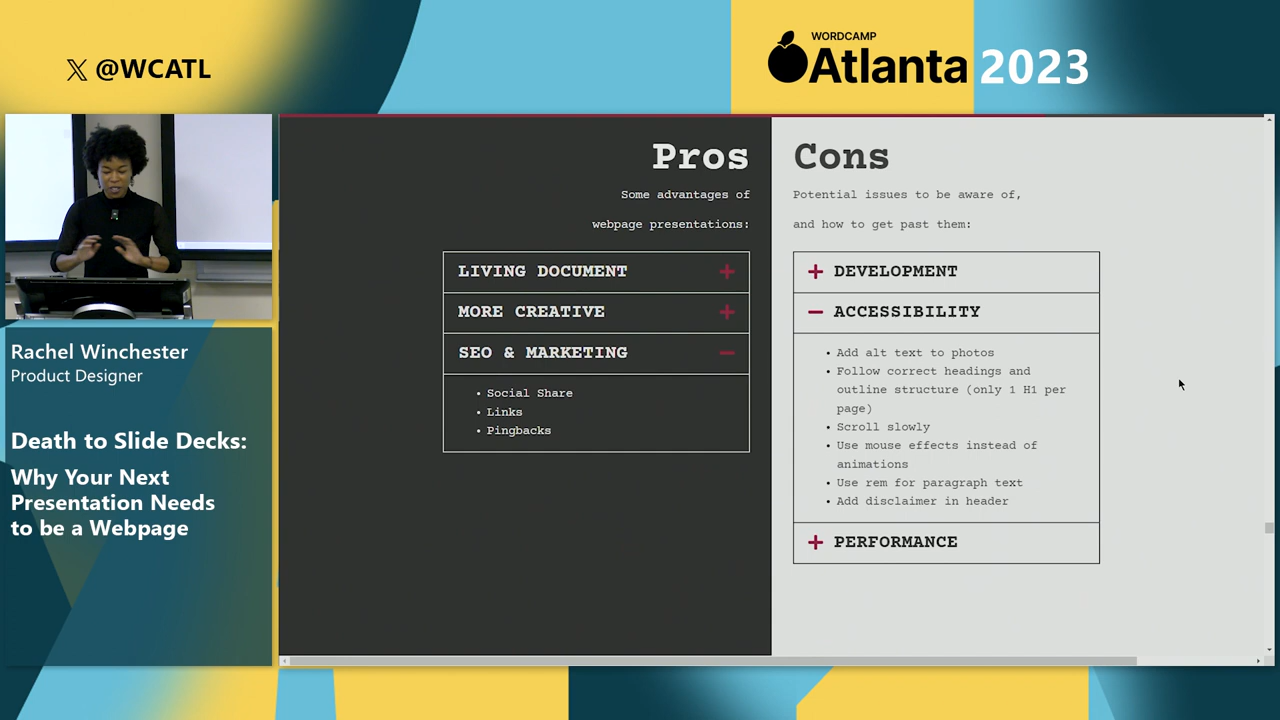 𝕏 @WCATL
WORDCAMP
Atlanta 2023
Rachel Winchester
Product Designer
Death to Slide Decks:
Why Your Next
Presentation Needs
to be a Webpage
Pros
Some advantages of
webpage presentations:
LIVING DOCUMENT
MORE CREATIVE
SEO & MARKETING
• Social Share
• Links
• Pingbacks
Cons
Potential issues to be aware of,
and how to get past them:
DEVELOPMENT
ACCESSIBILITY
• Add alt text to photos
• Follow correct headings and
outline structure (only 1 H1 per
page)
• Scroll slowly
• Use mouse effects instead of
animations
• Use rem for paragraph text
• Add disclaimer in header
PERFORMANCE